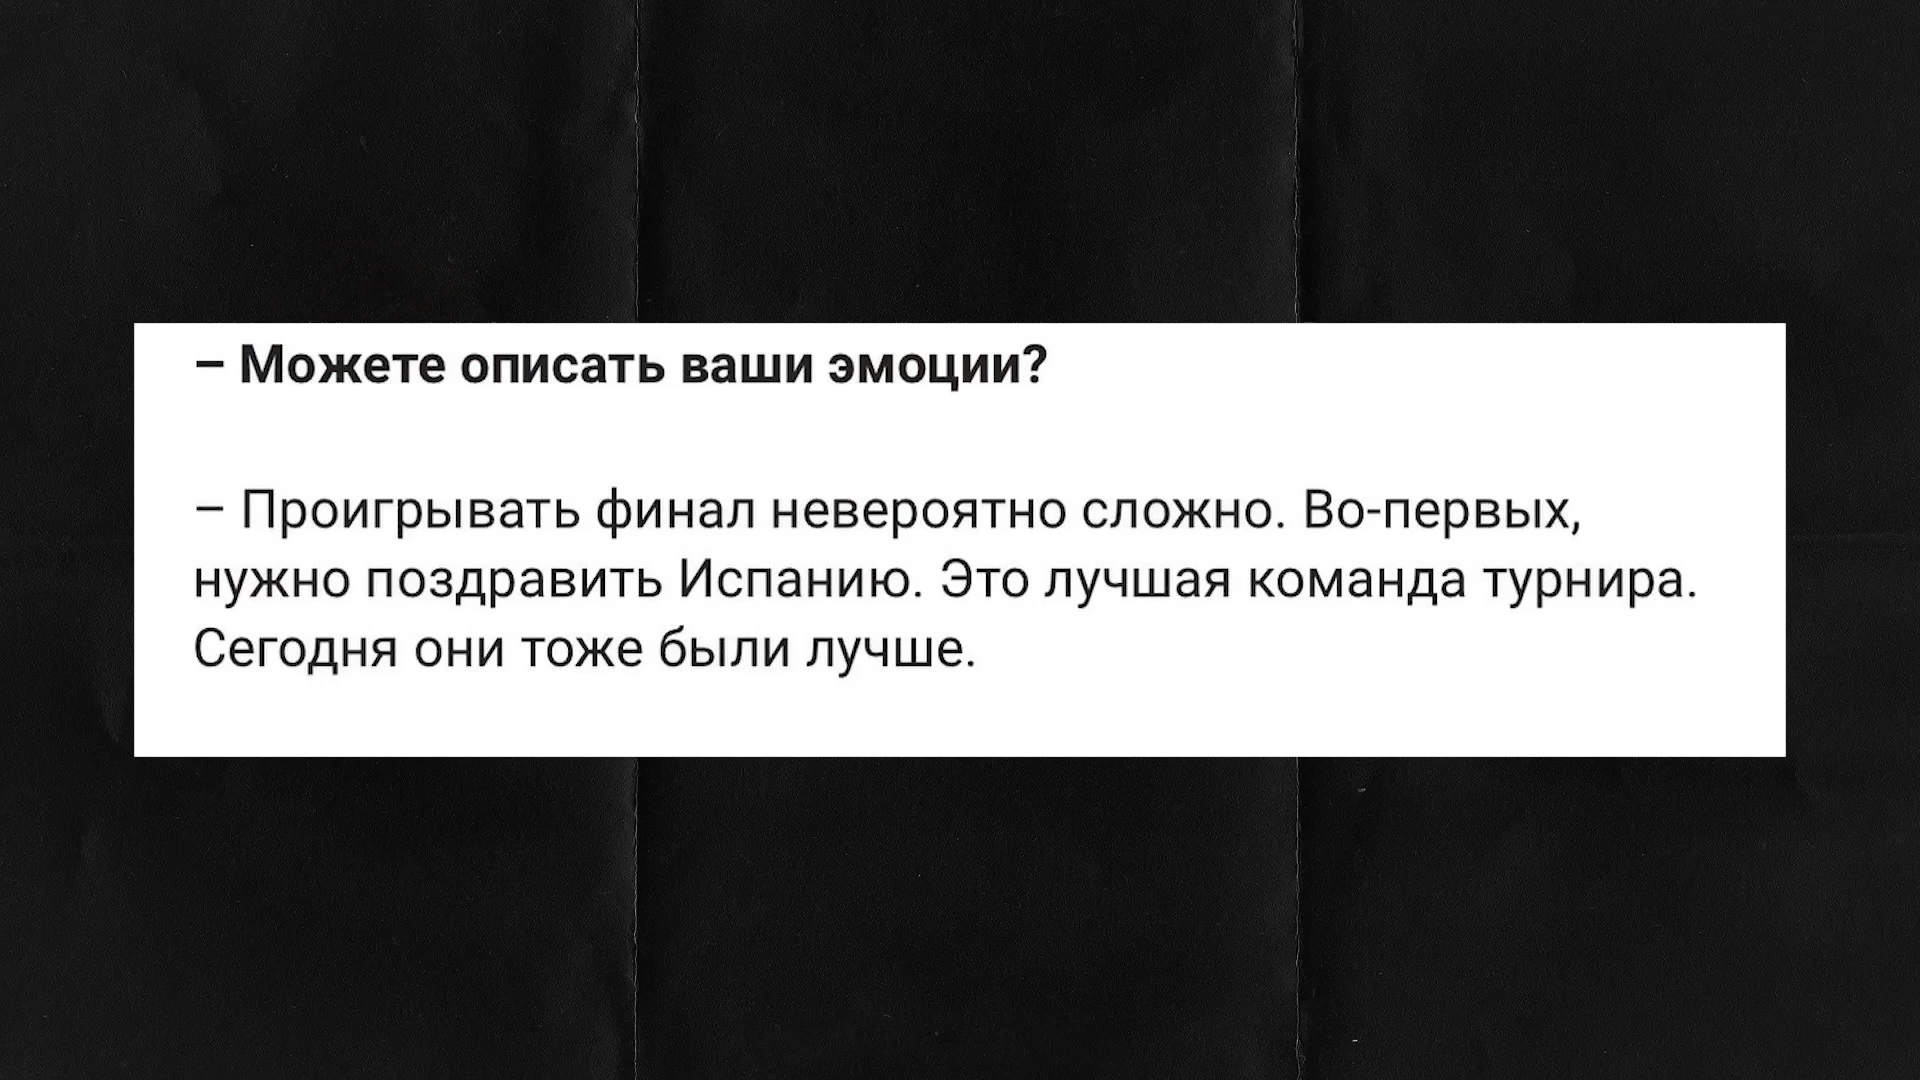 – Можете описать ваши эмоции?
– Проигрывать финал невероятно сложно. Во-первых,
нужно поздравить Испанию. Это лучшая команда турнира.
Сегодня они тоже были лучше.